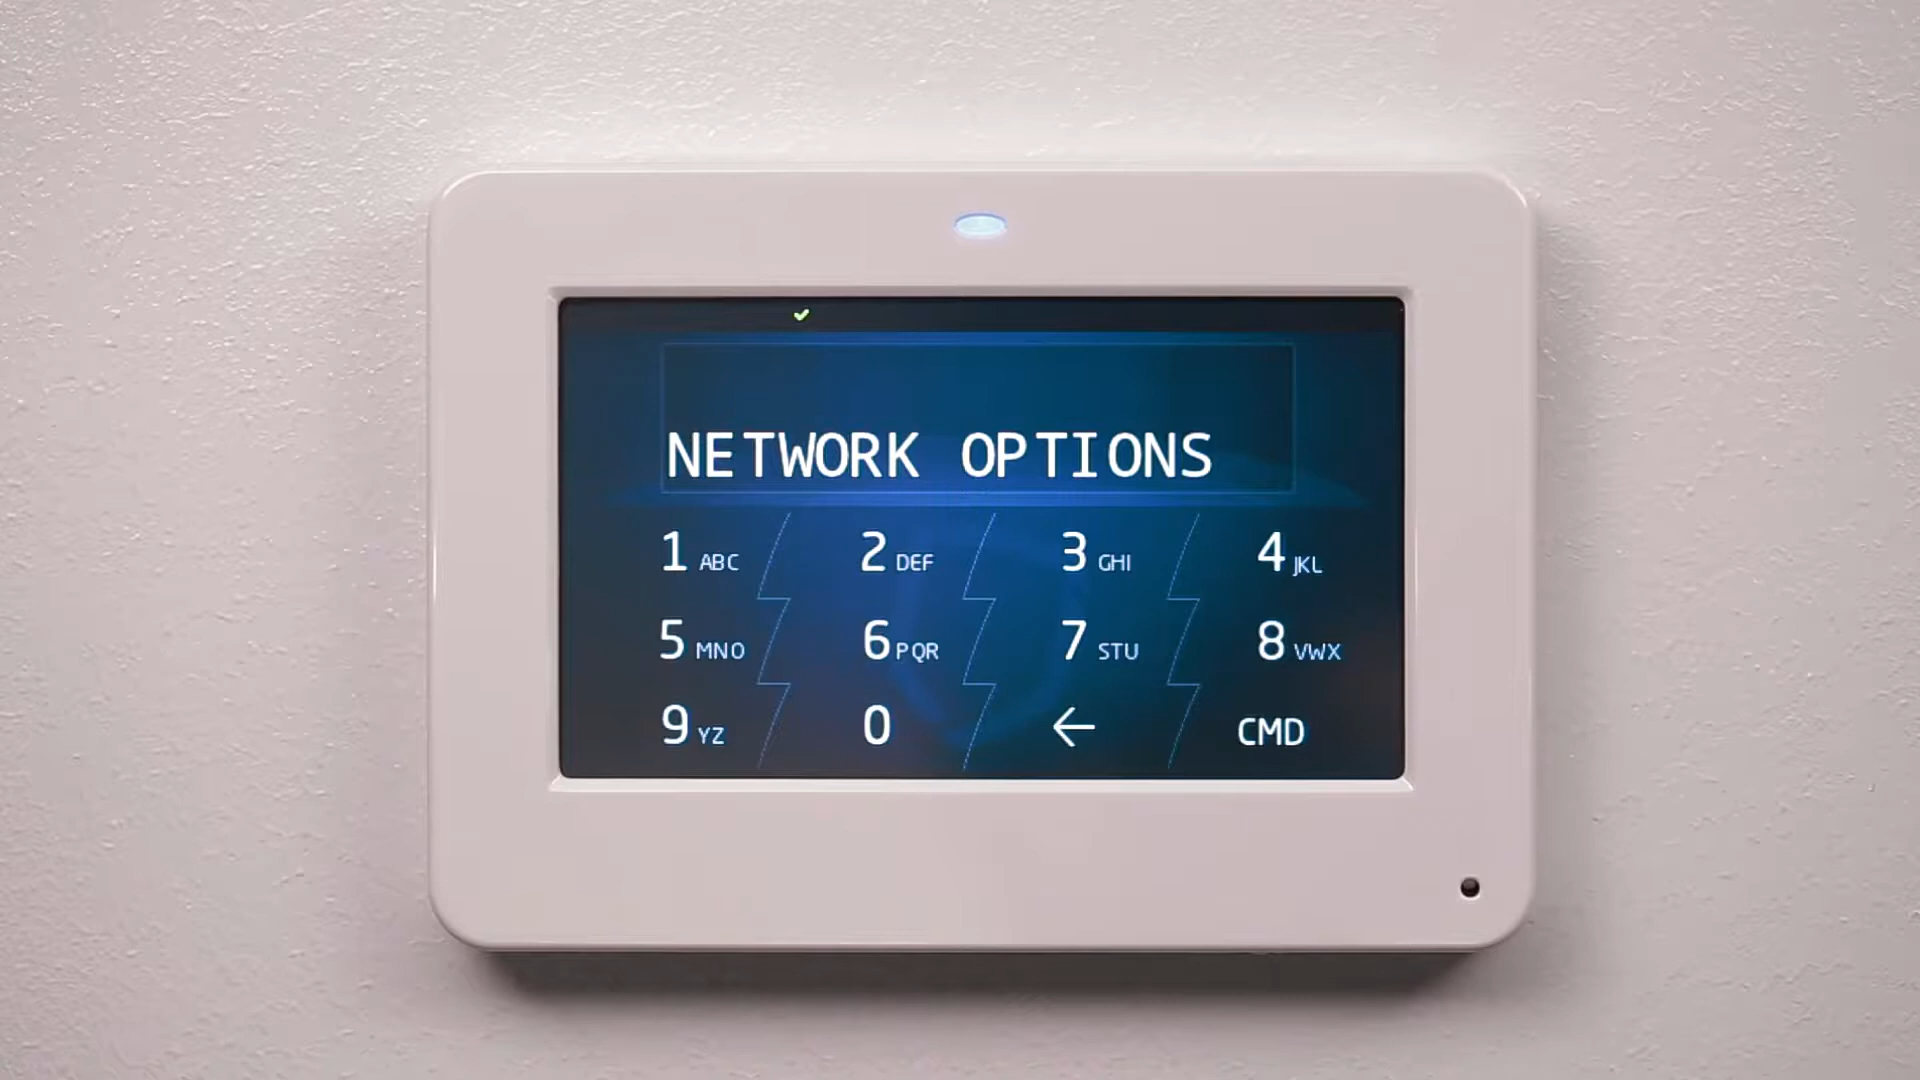 NETWORK OPTIONS
1 ABC 2 DEF 3 GHI 4 JKL
5 MNO 6 PQR 7 STU 8 VWX
9 YZ 0 ← CMD